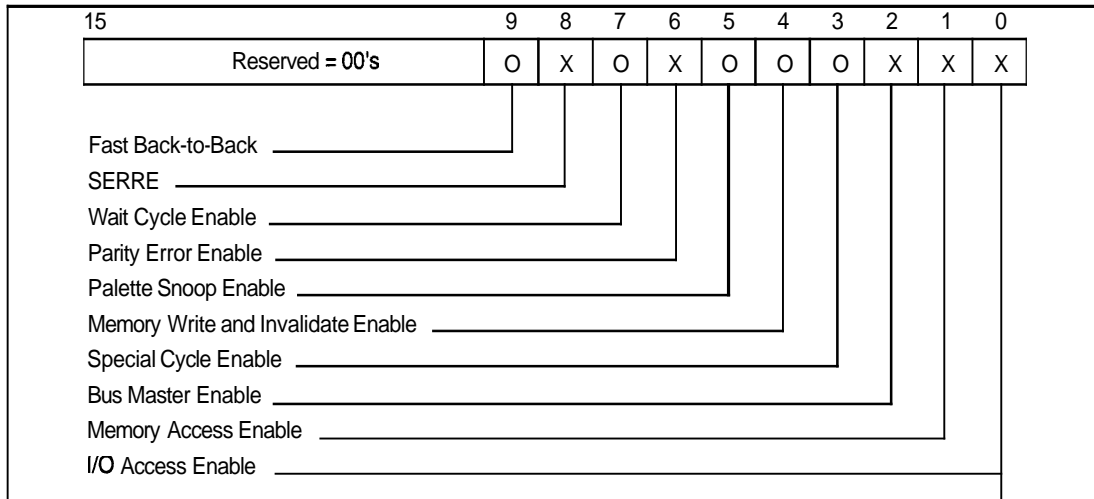 15 9 8 7 6 5 4 3 2 1 0
Reserved = 00's O X O X O O O X X X
Fast Back-to-Back
SERRE
Wait Cycle Enable
Parity Error Enable
Palette Snoop Enable
Memory Write and Invalidate Enable
Special Cycle Enable
Bus Master Enable
Memory Access Enable
I/O Access Enable